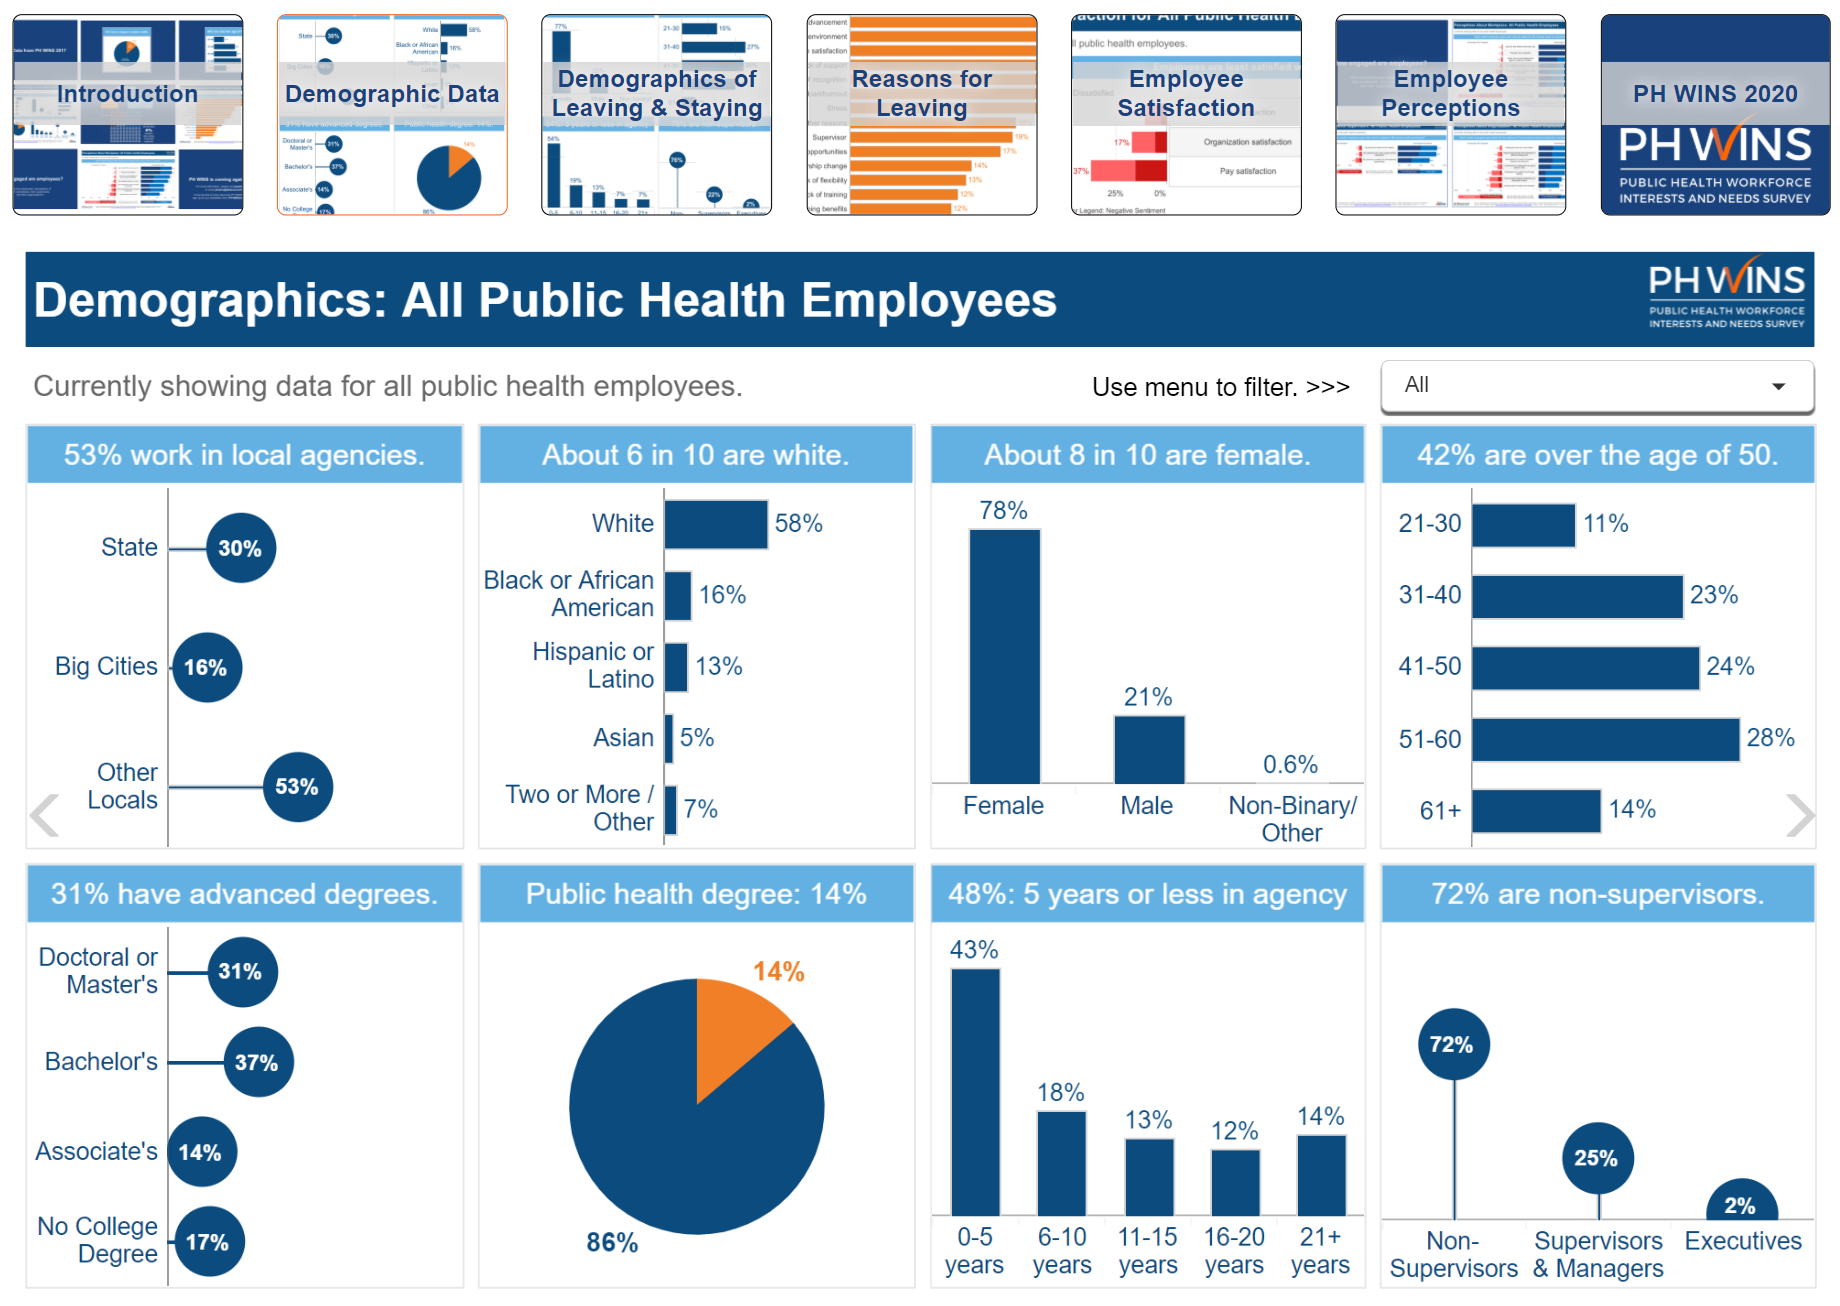 Introduction
Demographic Data
Demographics of
Leaving & Staying
Reasons for
Leaving
Employee
Satisfaction
Employee
Perceptions
PH WINS 2020
PH WINS
PUBLIC HEALTH WORKFORCE
INTERESTS AND NEEDS SURVEY
Demographics: All Public Health Employees
PH WINS
PUBLIC HEALTH WORKFORCE
INTERESTS AND NEEDS SURVEY
Currently showing data for all public health employees.
Use menu to filter. >>>
All
53% work in local agencies.
State
30%
Big Cities
16%
Other
Locals
53%
About 6 in 10 are white.
White
58%
Black or African
American
16%
Hispanic or
Latino
13%
Asian
5%
Two or More /
Other
7%
About 8 in 10 are female.
78%
21%
0.6%
Female
Male
Non-Binary/
Other
42% are over the age of 50.
21-30
11%
31-40
23%
41-50
24%
51-60
28%
61+
14%
31% have advanced degrees.
Doctoral or
Master's
31%
Bachelor's
37%
Associate's
14%
No College
Degree
17%
Public health degree: 14%
14%
86%
48%: 5 years or less in agency
43%
18%
13%
12%
14%
0-5
years
6-10
years
11-15
years
16-20
years
21+
years
72% are non-supervisors.
72%
25%
2%
Non-
Supervisors
Supervisors
& Managers
Executives